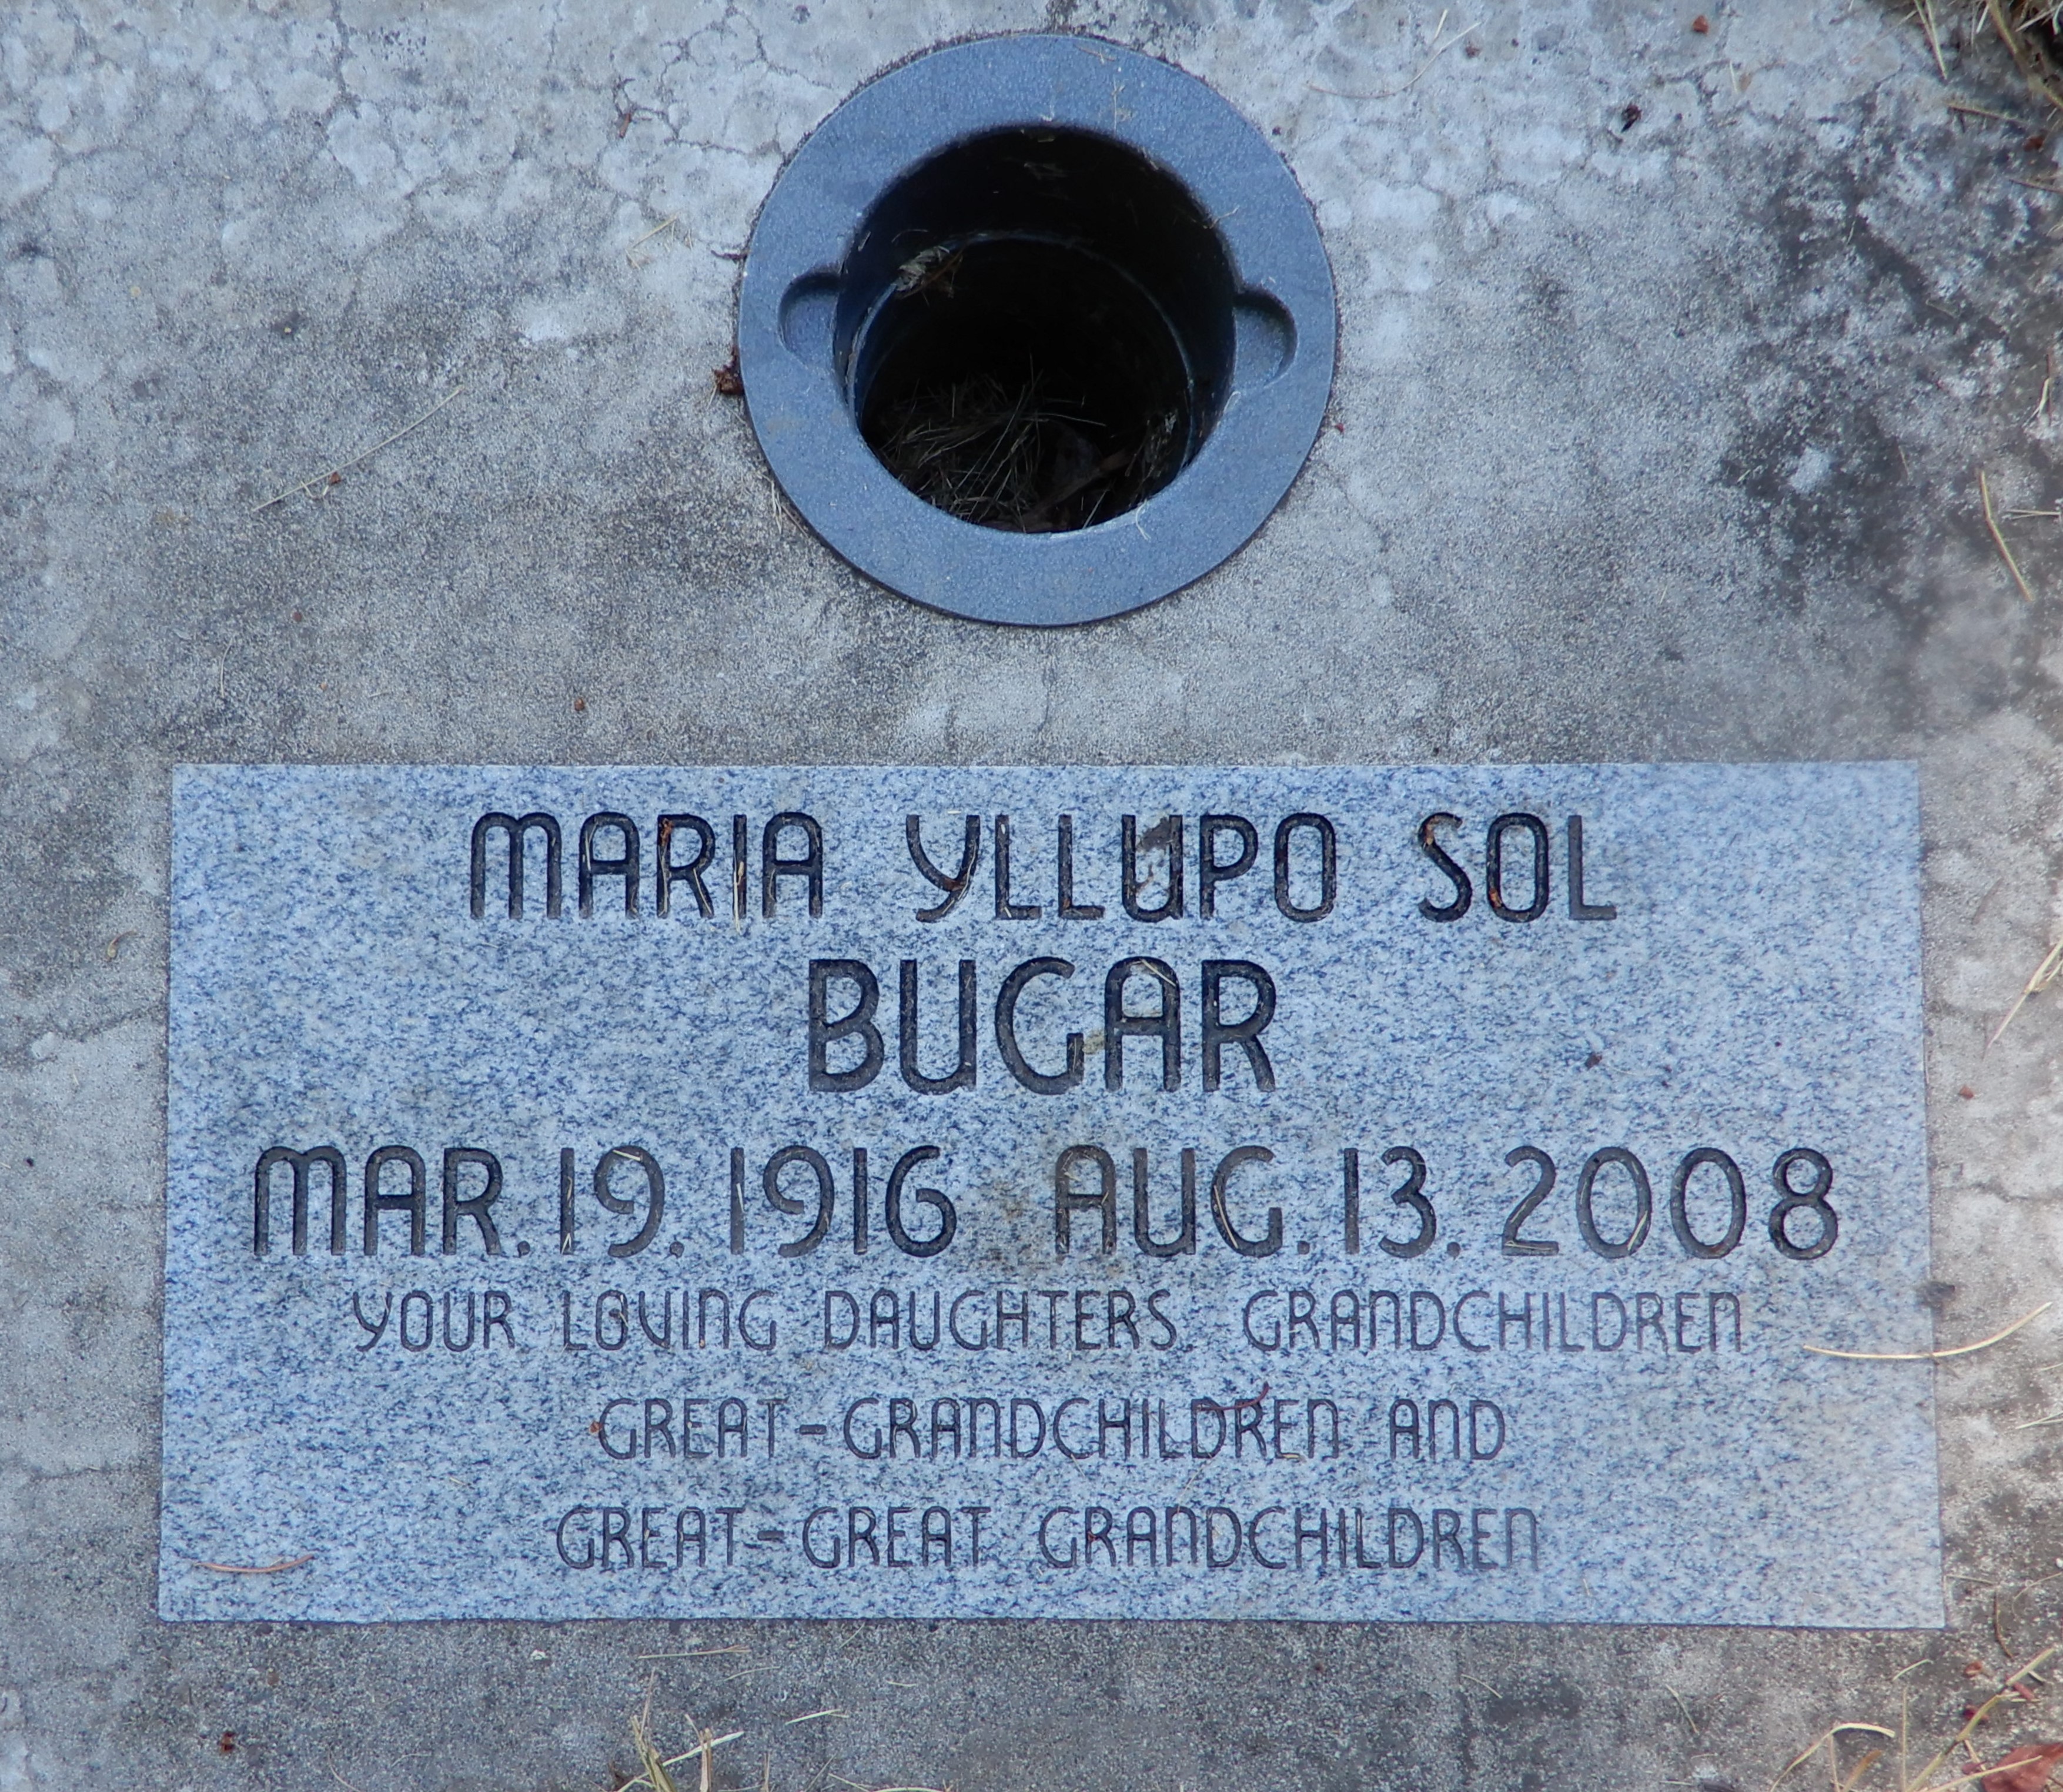 MARIA YLLUPO SOL
BUGAR
MAR. 19, 1916 AUG. 13, 2008
YOUR LOVING DAUGHTERS, GRANDCHILDREN
GREAT-GRANDCHILDREN AND
GREAT-GREAT GRANDCHILDREN